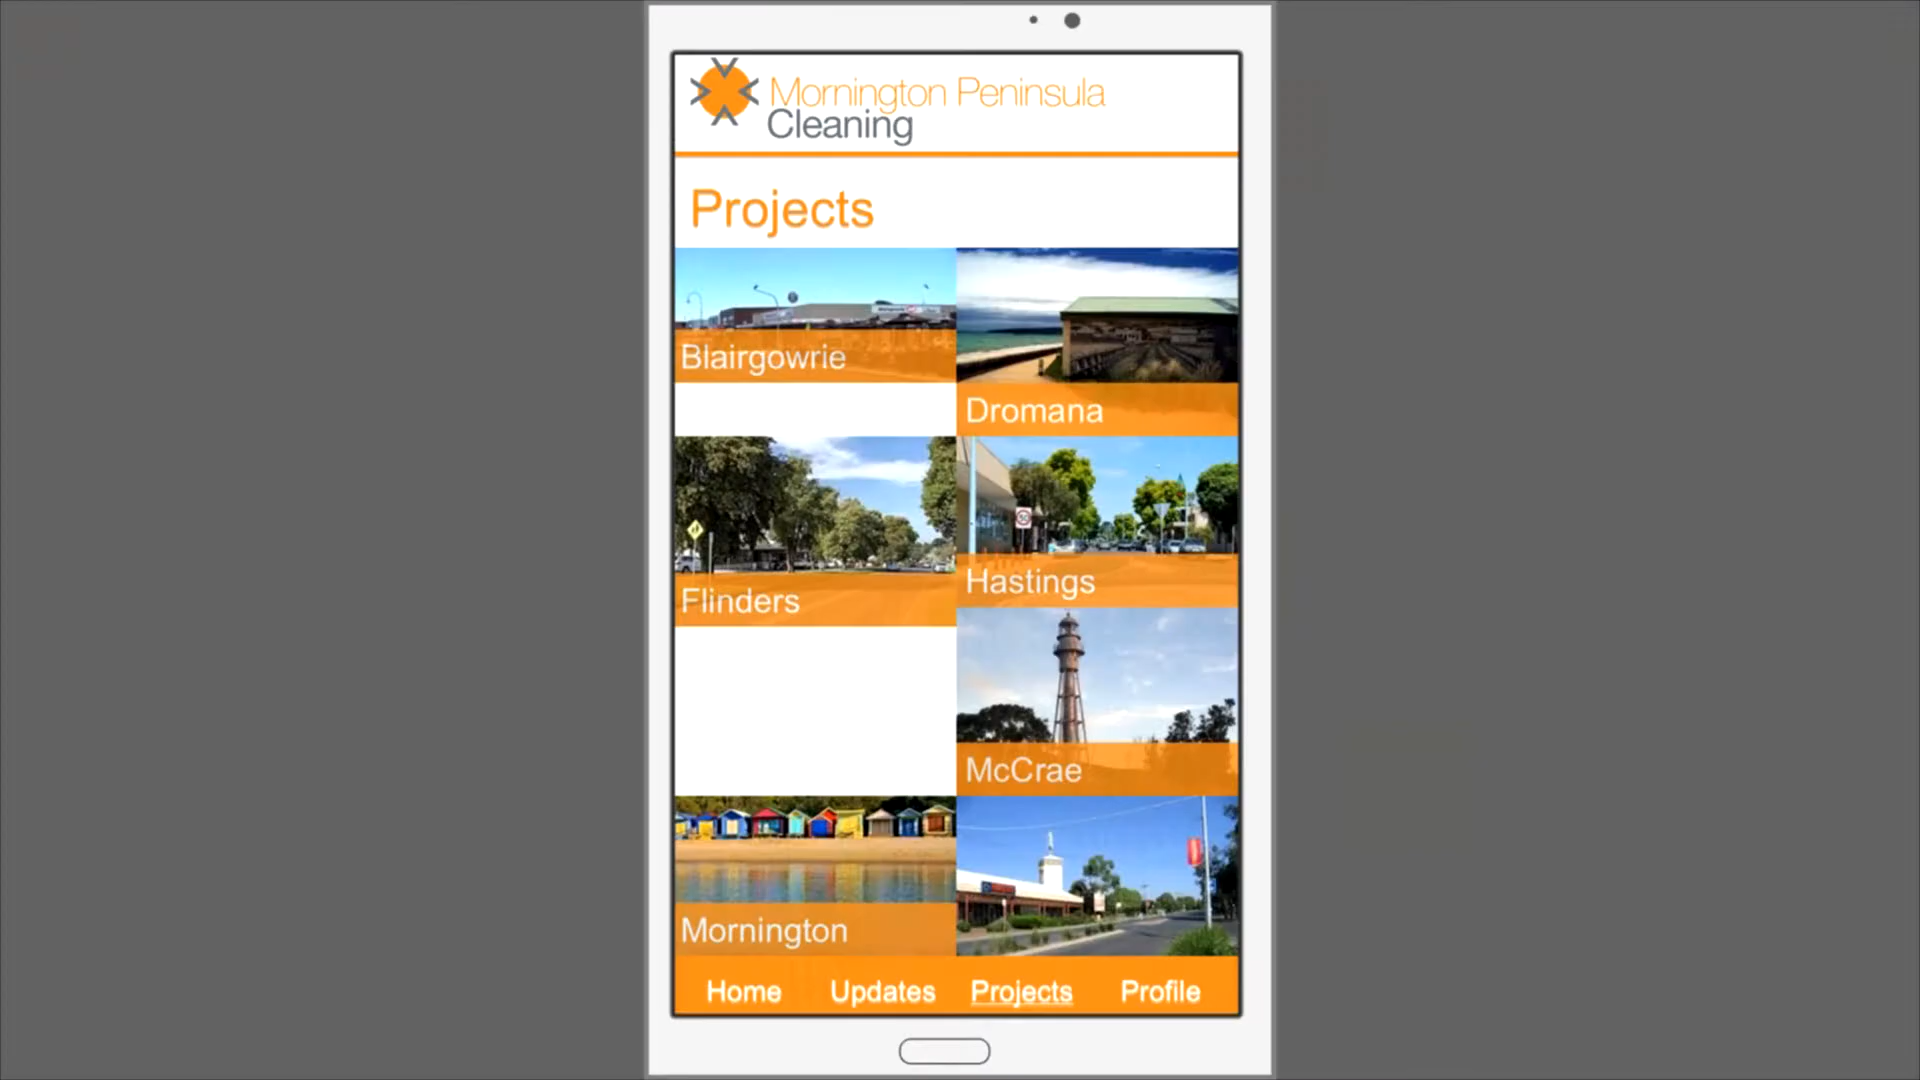 Mornington Peninsula
Cleaning
Projects
Blairgowrie
Dromana
Flinders
Hastings
McCrae
Mornington
Home
Updates
Projects
Profile